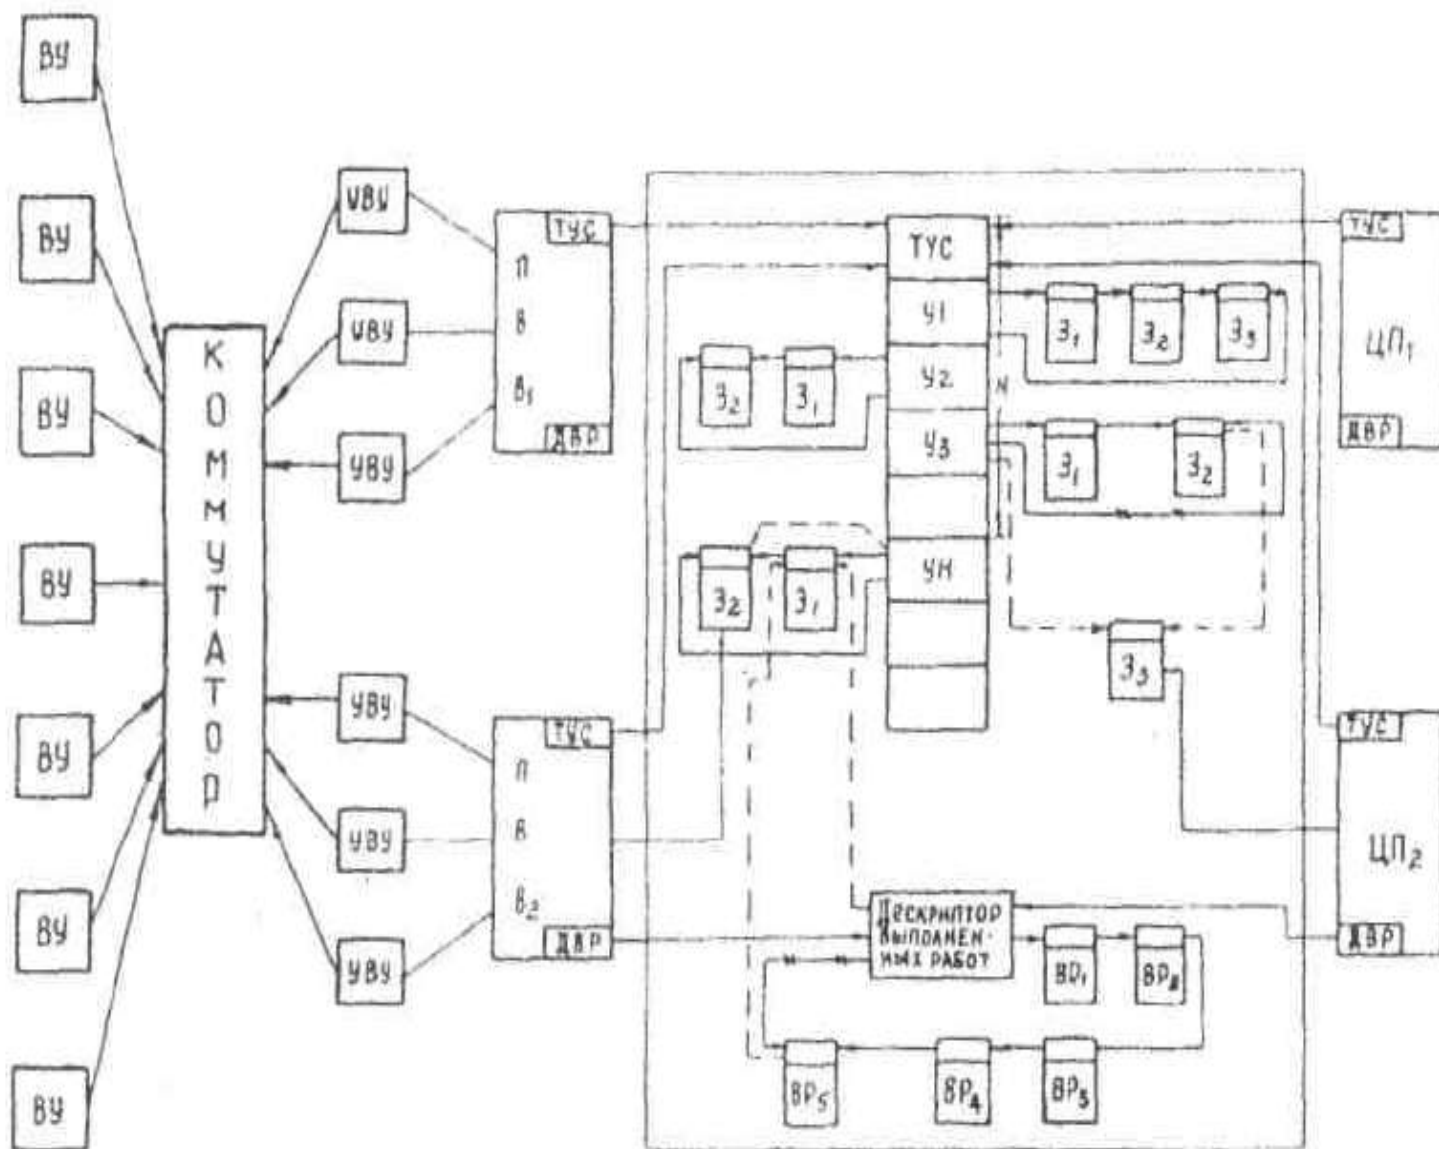 ВУ
ВУ
ВУ
ВУ
ВУ
ВУ
ВУ
КОММУТАТОР
УВУ
УВУ
УВУ
УВУ
УВУ
УВУ
ТУС
П
В
В₁
ДВР
ТУС
П
В
В₂
ДВР
ТУС
У1
У2
У3
УН
З₁
З₂
З₃
З₂
З₁
З₁
З₂
З₂
З₁
З₃
N
ДЕСКРИПТОР
ВЫПОЛНЕН-
НЫХ РАБОТ
ВР₁
ВР₂
ВР₅
ВР₄
ВР₃
ТУС
ЦП₁
ДВР
ТУС
ЦП₂
ДВР